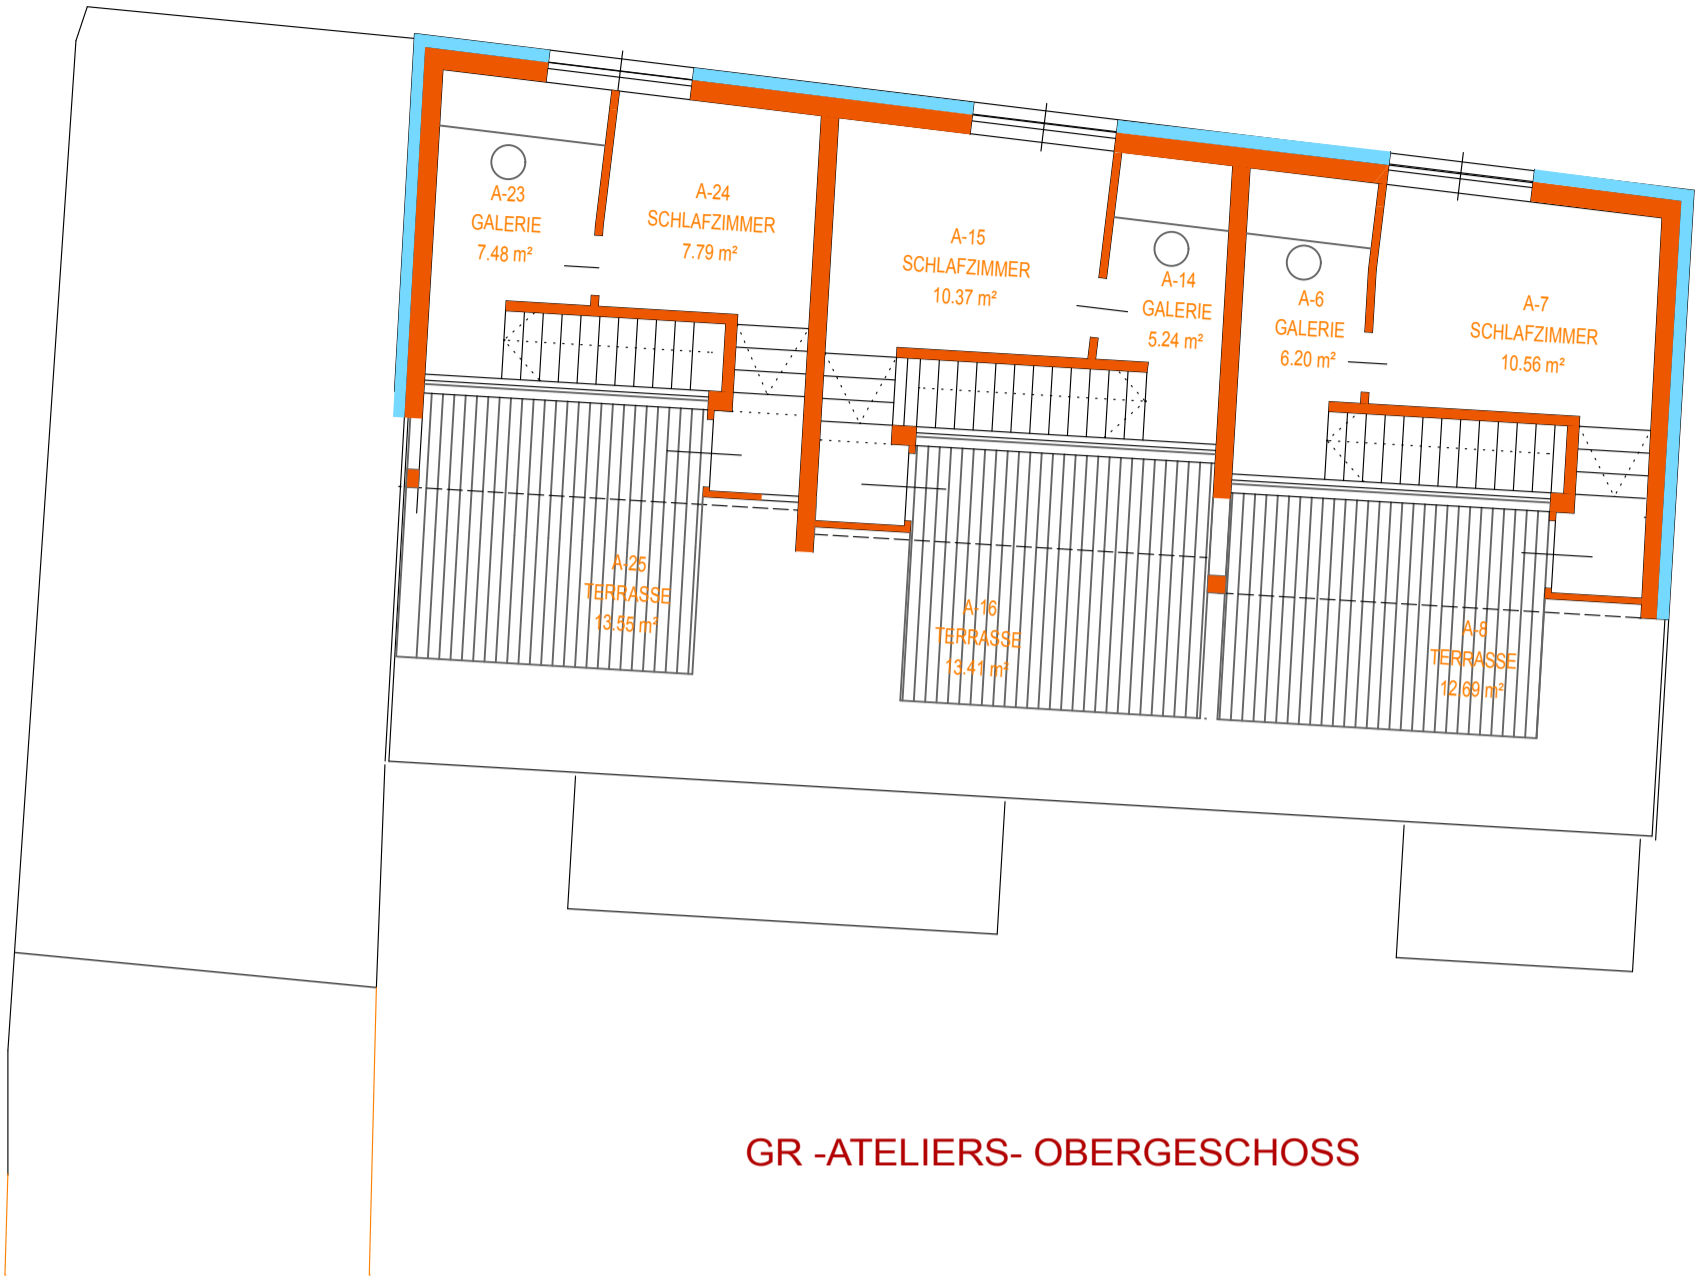 A-23
GALERIE
7.48 m²
A-24
SCHLAFZIMMER
7.79 m²
A-15
SCHLAFZIMMER
10.37 m²
A-14
GALERIE
5.24 m²
A-6
GALERIE
6.20 m²
A-7
SCHLAFZIMMER
10.56 m²
A-25
TERRASSE
13.55 m²
A-16
TERRASSE
13.41 m²
A-8
TERRASSE
12.69 m²
GR -ATELIERS- OBERGESCHOSS